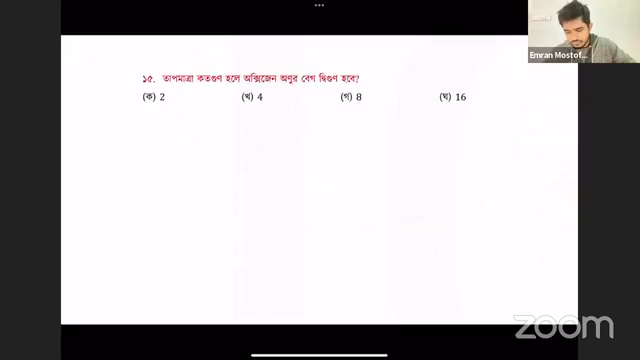 Emran Mostof...
১৫. তাপমাত্রা কতগুণ হলে অক্সিজেন অণুর বেগ দ্বিগুণ হবে?
(ক) 2 (খ) 4 (গ) 8 (ঘ) 16
zoom